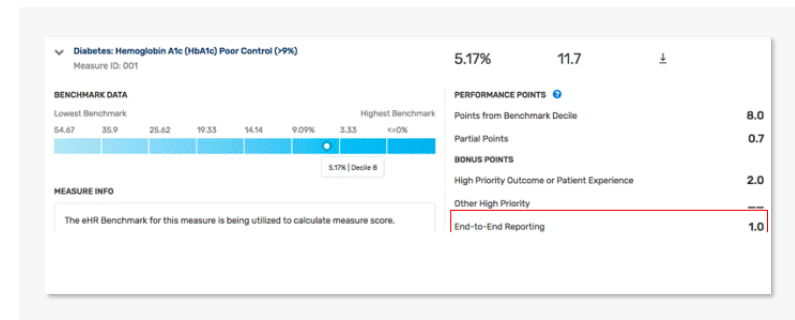 Diabetes: Hemoglobin A1c (HbA1c) Poor Control (>9%)
Measure ID: 001
5.17% 11.7
BENCHMARK DATA
Lowest Benchmark Highest Benchmark
54.67 35.9 25.62 19.33 14.14 9.09% 3.33 <=0%
5.17% | Decile 8
MEASURE INFO
The eHR Benchmark for this measure is being utilized to calculate measure score.
PERFORMANCE POINTS ?
Points from Benchmark Decile 8.0
Partial Points 0.7
BONUS POINTS
High Priority Outcome or Patient Experience 2.0
Other High Priority __
End-to-End Reporting 1.0